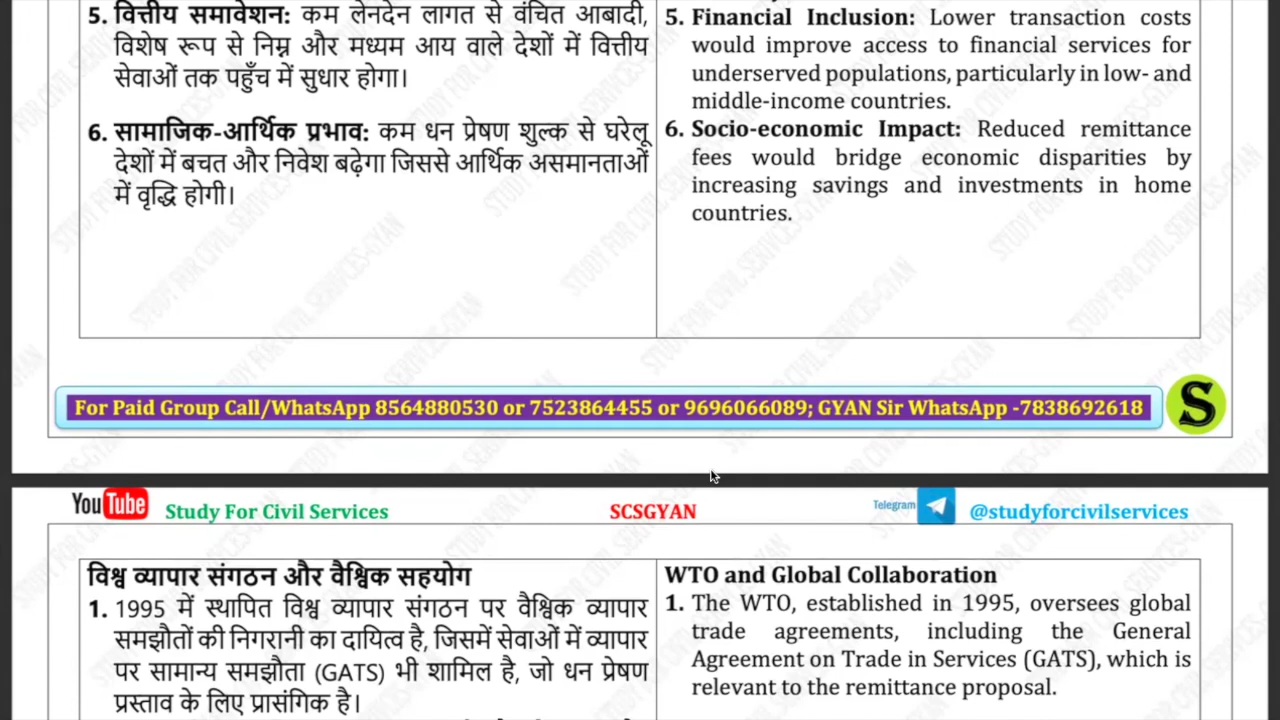 5. वित्तीय समावेशन: कम लेनदेन लागत से वंचित आबादी,
विशेष रूप से निम्न और मध्यम आय वाले देशों में वित्तीय
सेवाओं तक पहुँच में सुधार होगा।
6. सामाजिक-आर्थिक प्रभाव: कम धन प्रेषण शुल्क से घरेलू
देशों में बचत और निवेश बढ़ेगा जिससे आर्थिक असमानताओं
में वृद्धि होगी।
5. Financial Inclusion: Lower transaction costs
would improve access to financial services for
underserved populations, particularly in low- and
middle-income countries.
6. Socio-economic Impact: Reduced remittance
fees would bridge economic disparities by
increasing savings and investments in home
countries.
For Paid Group Call/WhatsApp 8564880530 or 7523864455 or 9696066089; GYAN Sir WhatsApp -7838692618
S
YouTube Study For Civil Services
SCSGYAN
Telegram @studyforcivilservices
विश्व व्यापार संगठन और वैश्विक सहयोग
1. 1995 में स्थापित विश्व व्यापार संगठन पर वैश्विक व्यापार
समझौतों की निगरानी का दायित्व है, जिसमें सेवाओं में व्यापार
पर सामान्य समझौता (GATS) भी शामिल है, जो धन प्रेषण
प्रस्ताव के लिए प्रासंगिक है।
WTO and Global Collaboration
1. The WTO, established in 1995, oversees global
trade agreements, including the General
Agreement on Trade in Services (GATS), which is
relevant to the remittance proposal.
STUDY FOR CIVIL SERVICES-GYAN